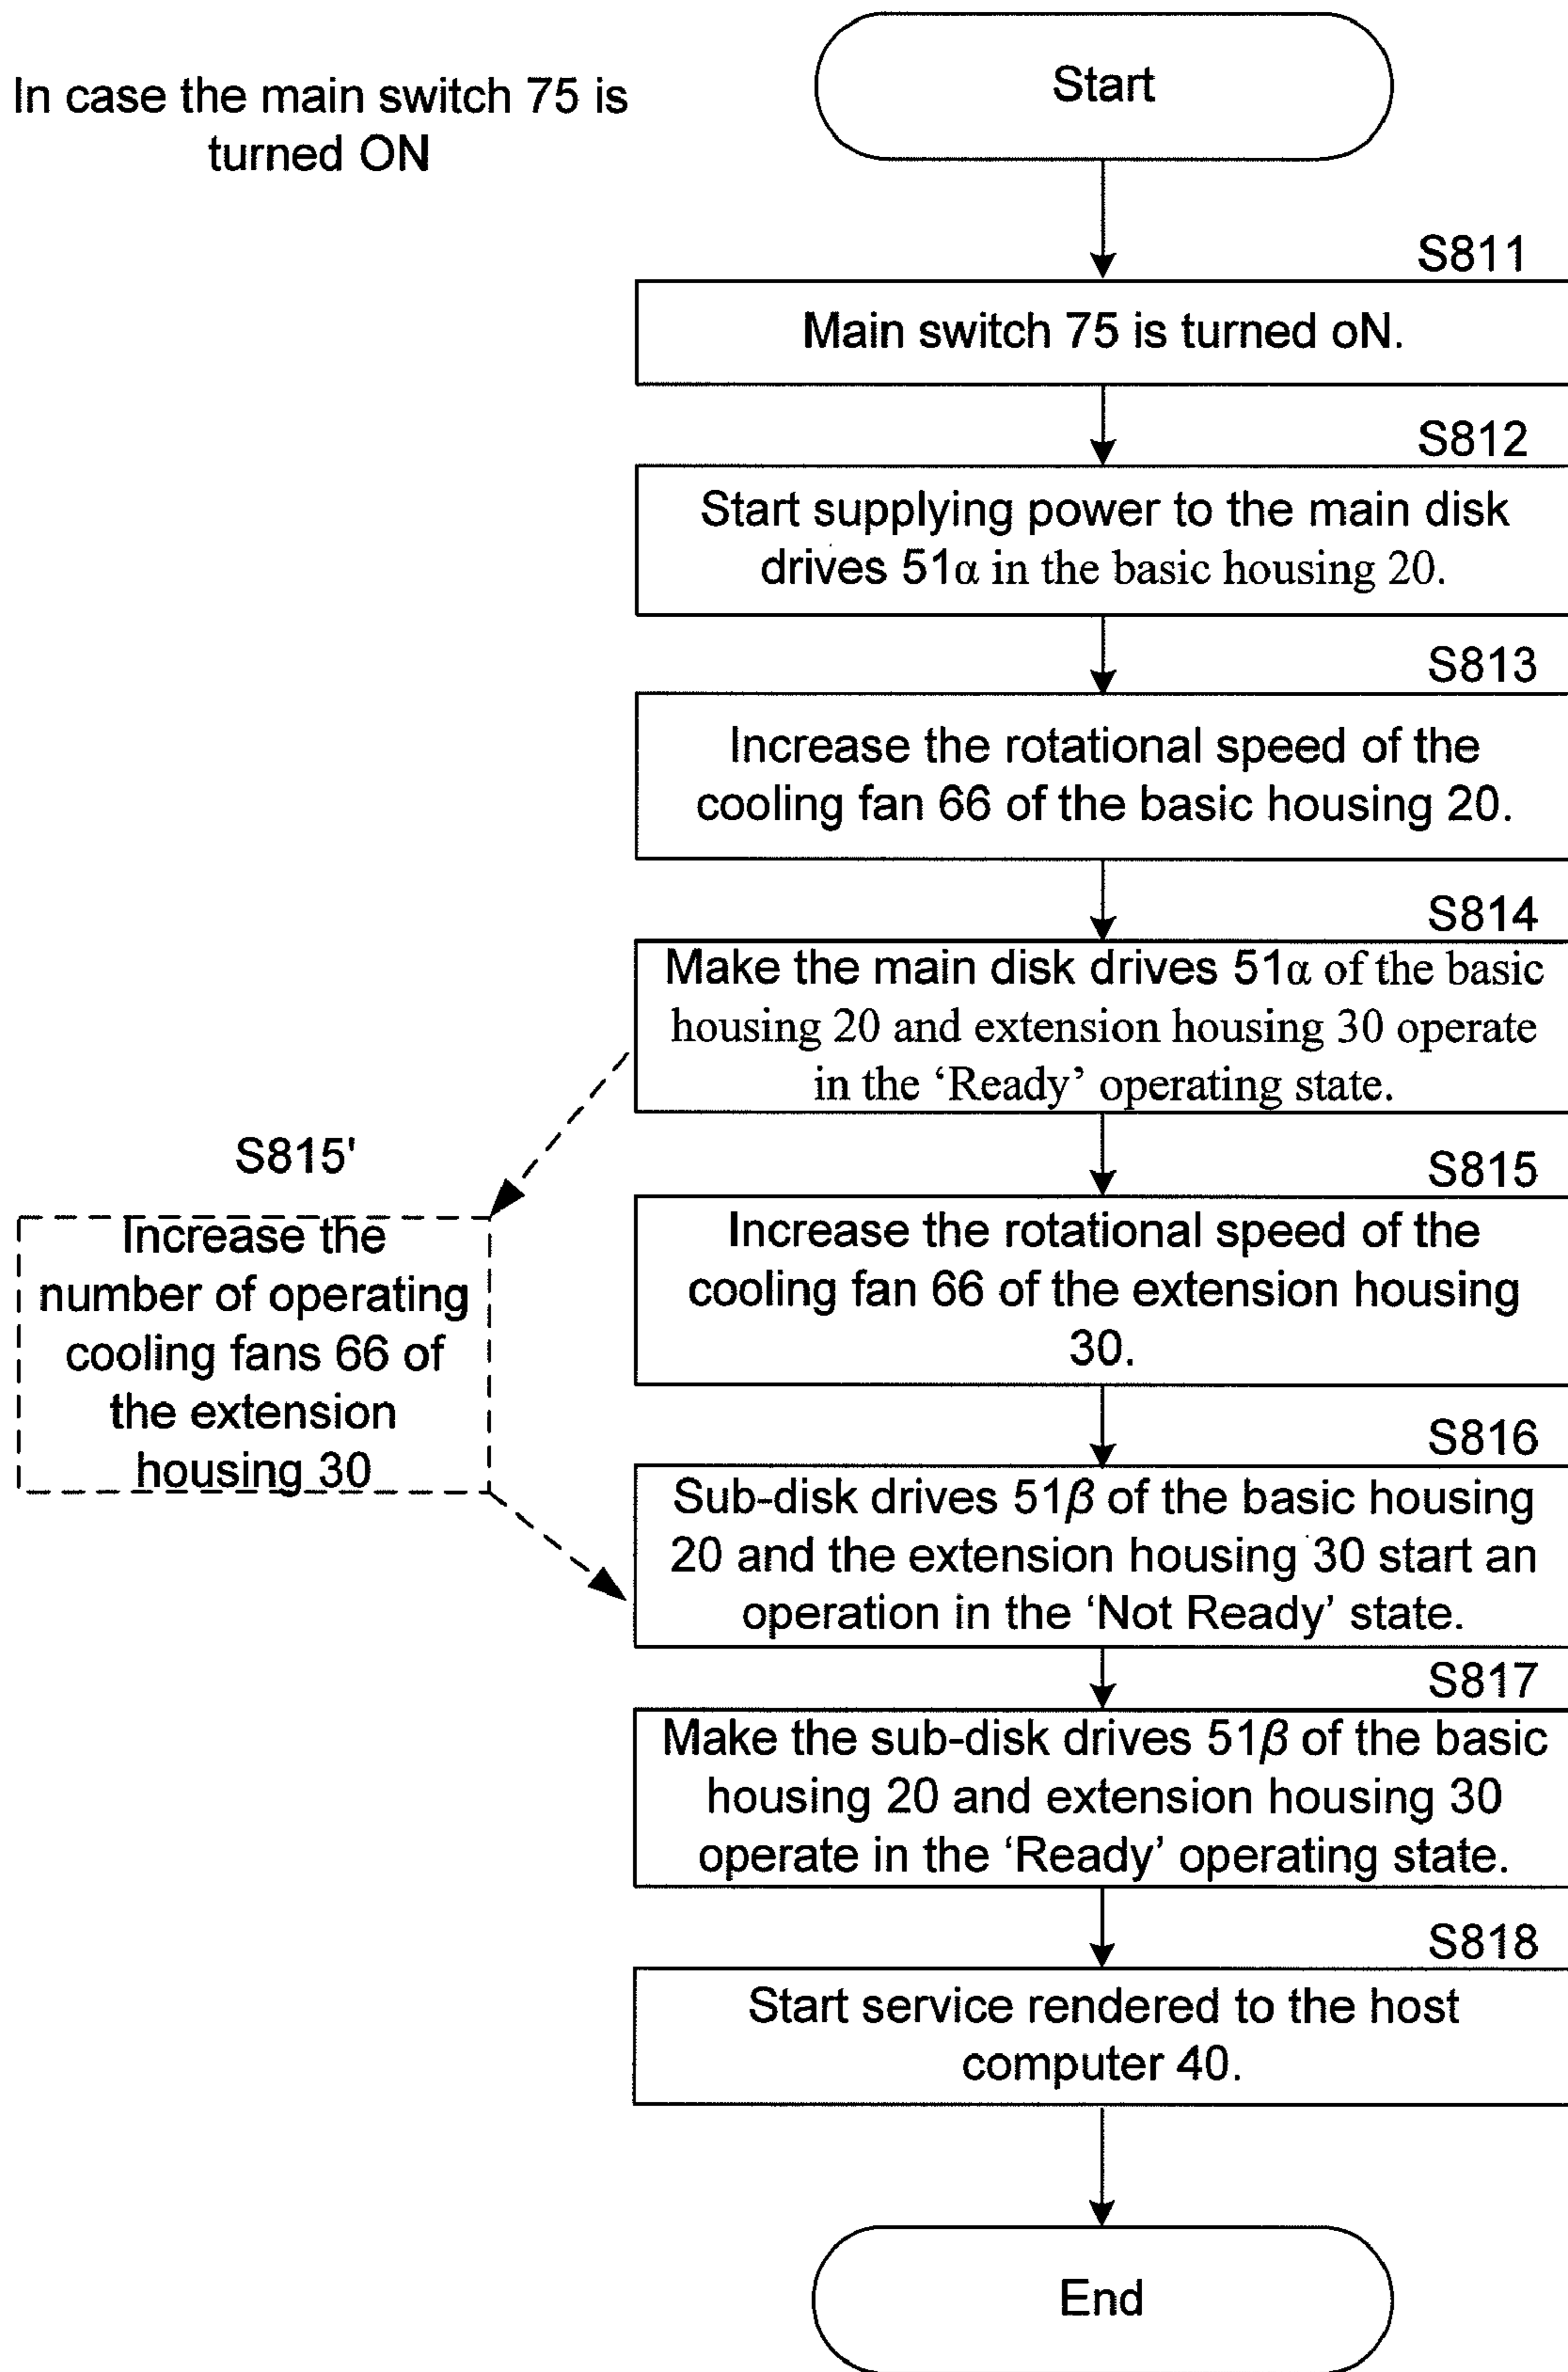 In case the main switch 75 is
turned ON
Start
S811
Main switch 75 is turned oN.
S812
Start supplying power to the main disk
drives 51α in the basic housing 20.
S813
Increase the rotational speed of the
cooling fan 66 of the basic housing 20.
S814
Make the main disk drives 51α of the basic
housing 20 and extension housing 30 operate
in the ‘Ready’ operating state.
S815'
Increase the
number of operating
cooling fans 66 of
the extension
housing 30
S815
Increase the rotational speed of the
cooling fan 66 of the extension housing
30.
S816
Sub-disk drives 51β of the basic housing
20 and the extension housing 30 start an
operation in the ‘Not Ready’ state.
S817
Make the sub-disk drives 51β of the basic
housing 20 and extension housing 30
operate in the ‘Ready’ operating state.
S818
Start service rendered to the host
computer 40.
End